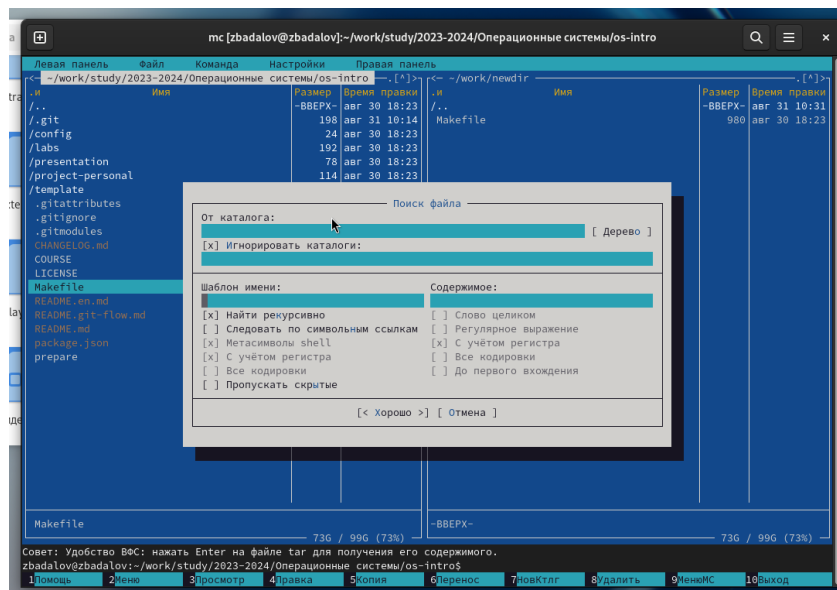 mc [zbadalov@zbadalov]:~/work/study/2023-2024/Операционные системы/os-intro
Левая панель Файл Команда Настройки Правая панель
<— ~/work/study/2023-2024/Операционные системы/os-intro —.[^]>
.и Имя Размер Время правки
/.. -ВВЕРХ- авг 30 18:23
/.git 198 авг 31 10:14
/config 24 авг 30 18:23
/labs 192 авг 30 18:23
/presentation 78 авг 30 18:23
/project-personal 114 авг 30 18:23
/template
.gitattributes
.gitignore
.gitmodules
CHANGELOG.md
COURSE
LICENSE
Makefile
README.en.md
README.git-flow.md
README.md
package.json
prepare
Makefile
73G / 99G (73%)
<— ~/work/newdir —.[^]>
.и Имя Размер Время правки
/.. -ВВЕРХ- авг 31 10:31
Makefile 980 авг 30 18:23
-ВВЕРХ-
73G / 99G (73%)
Поиск файла
От каталога:
[ Дерево ]
[x] Игнорировать каталоги:
Шаблон имени:
[x] Найти рекурсивно
[ ] Следовать по символьным ссылкам
[x] Метасимволы shell
[x] С учётом регистра
[ ] Все кодировки
[ ] Пропускать скрытые
Содержимое:
[ ] Слово целиком
[ ] Регулярное выражение
[x] С учётом регистра
[ ] Все кодировки
[ ] До первого вхождения
[< Хорошо >] [ Отмена ]
Совет: Удобство ВФС: нажать Enter на файле tar для получения его содержимого.
zbadalov@zbadalov:~/work/study/2023-2024/Операционные системы/os-intro$
1Помощь 2Меню 3Просмотр 4Правка 5Копия 6Перенос 7НовКтлг 8Удалить 9МенюМС 10Выход